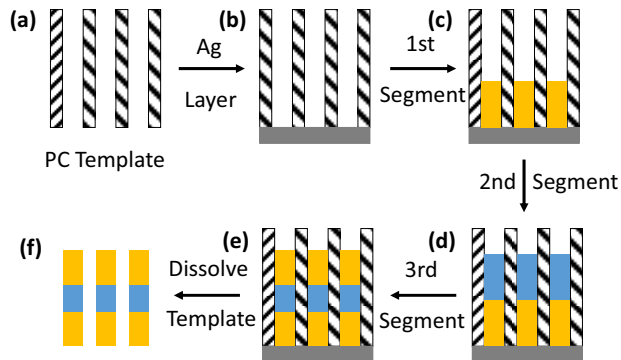 (a)
(b)
(c)
Ag
Layer
1st
Segment
PC Template
2nd Segment
(f)
(e)
(d)
Dissolve
Template
3rd
Segment